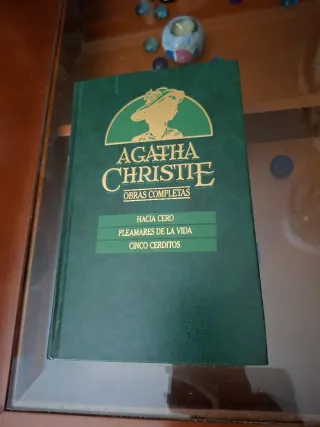 AGATHA
CHRISTIE
OBRAS COMPLETAS
HACIA CERO
PLEAMARES DE LA VIDA
CINCO CERDITOS